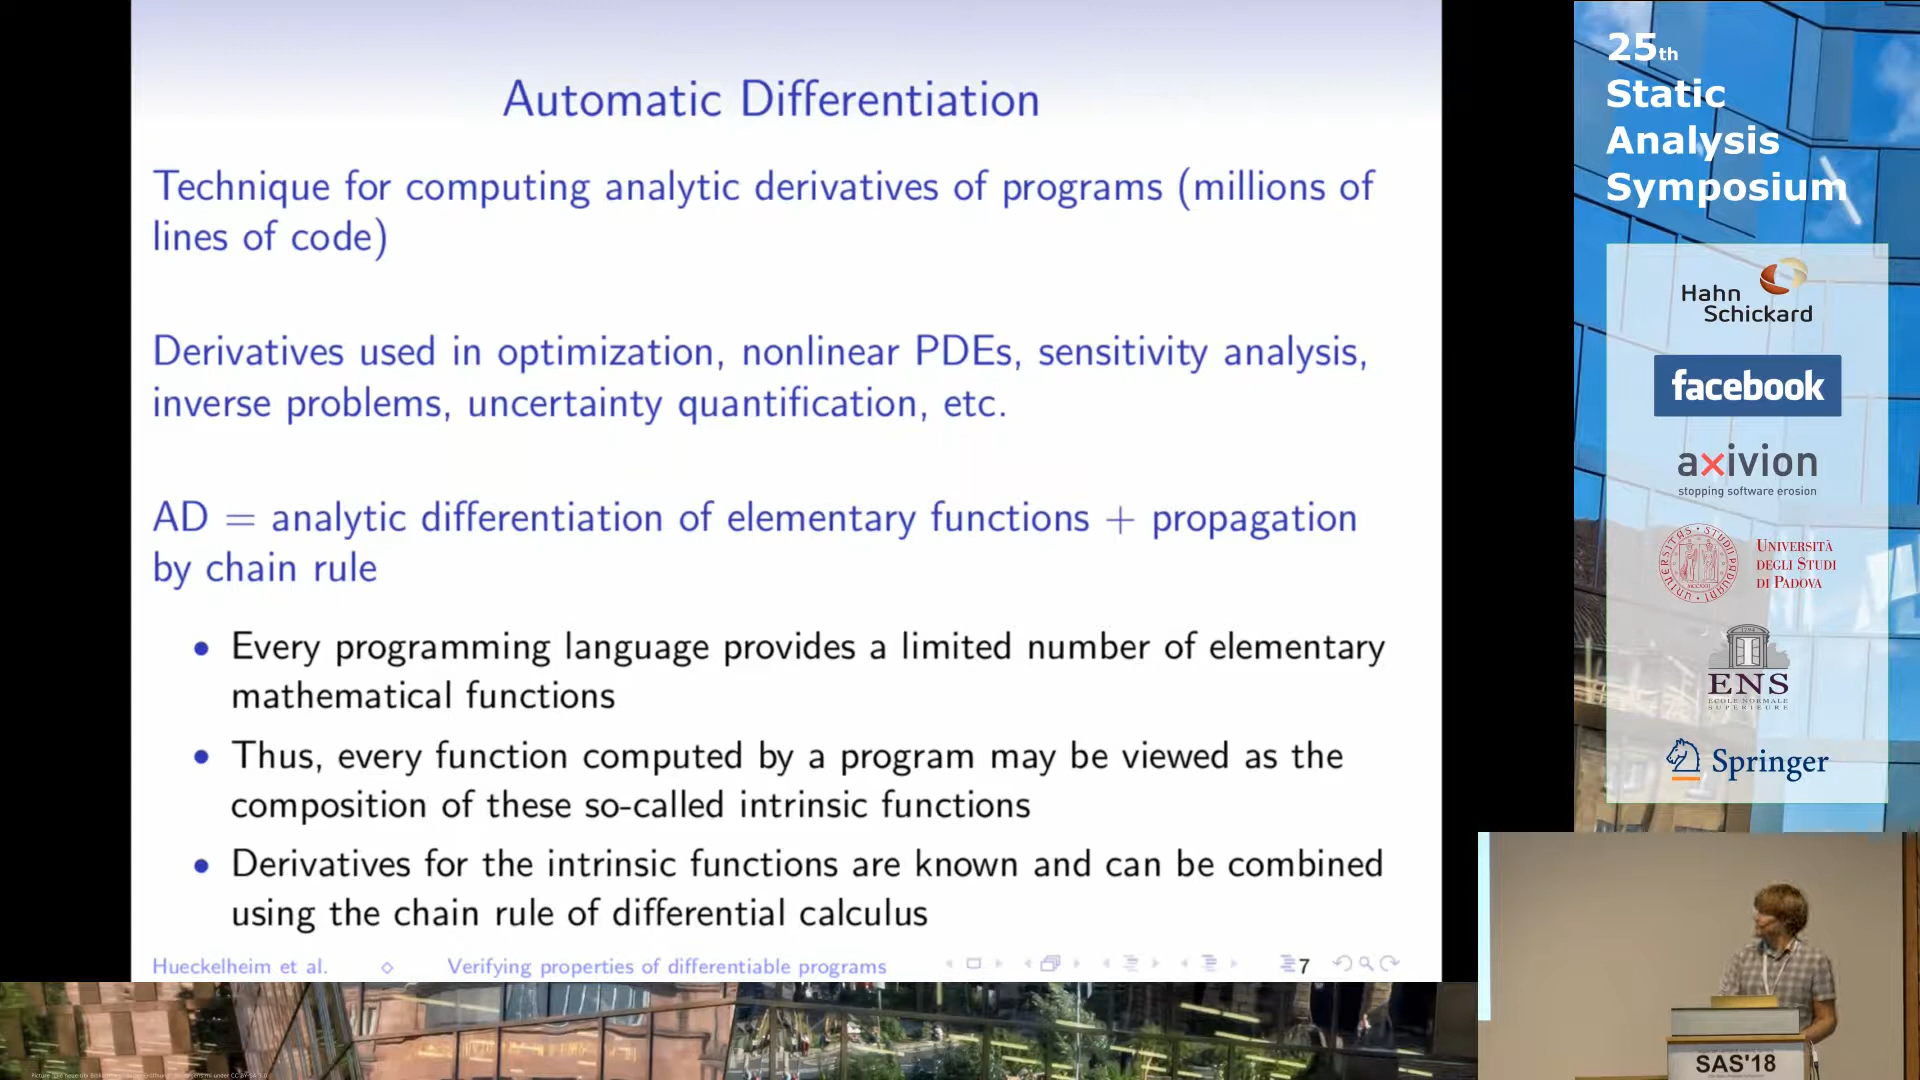 Automatic Differentiation
Technique for computing analytic derivatives of programs (millions of
lines of code)
Derivatives used in optimization, nonlinear PDEs, sensitivity analysis,
inverse problems, uncertainty quantification, etc.
AD = analytic differentiation of elementary functions + propagation
by chain rule
• Every programming language provides a limited number of elementary
mathematical functions
• Thus, every function computed by a program may be viewed as the
composition of these so-called intrinsic functions
• Derivatives for the intrinsic functions are known and can be combined
using the chain rule of differential calculus
Hueckelheim et al. ◇ Verifying properties of differentiable programs 7
25th
Static
Analysis
Symposium
Hahn
Schickard
facebook
axivion
stopping software erosion
UNIVERSITÀ
DEGLI STUDI
DI PADOVA
ENS
ECOLE NORMALE
SUPERIEURE
Springer
SAS'18